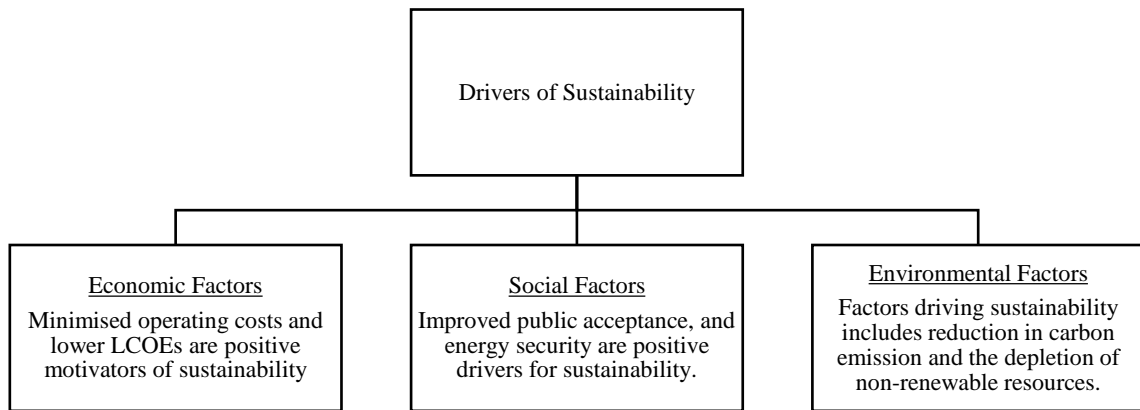 Drivers of Sustainability
Economic Factors
Minimised operating costs and
lower LCOEs are positive
motivators of sustainability
Social Factors
Improved public acceptance, and
energy security are positive
drivers for sustainability.
Environmental Factors
Factors driving sustainability
includes reduction in carbon
emission and the depletion of
non-renewable resources.